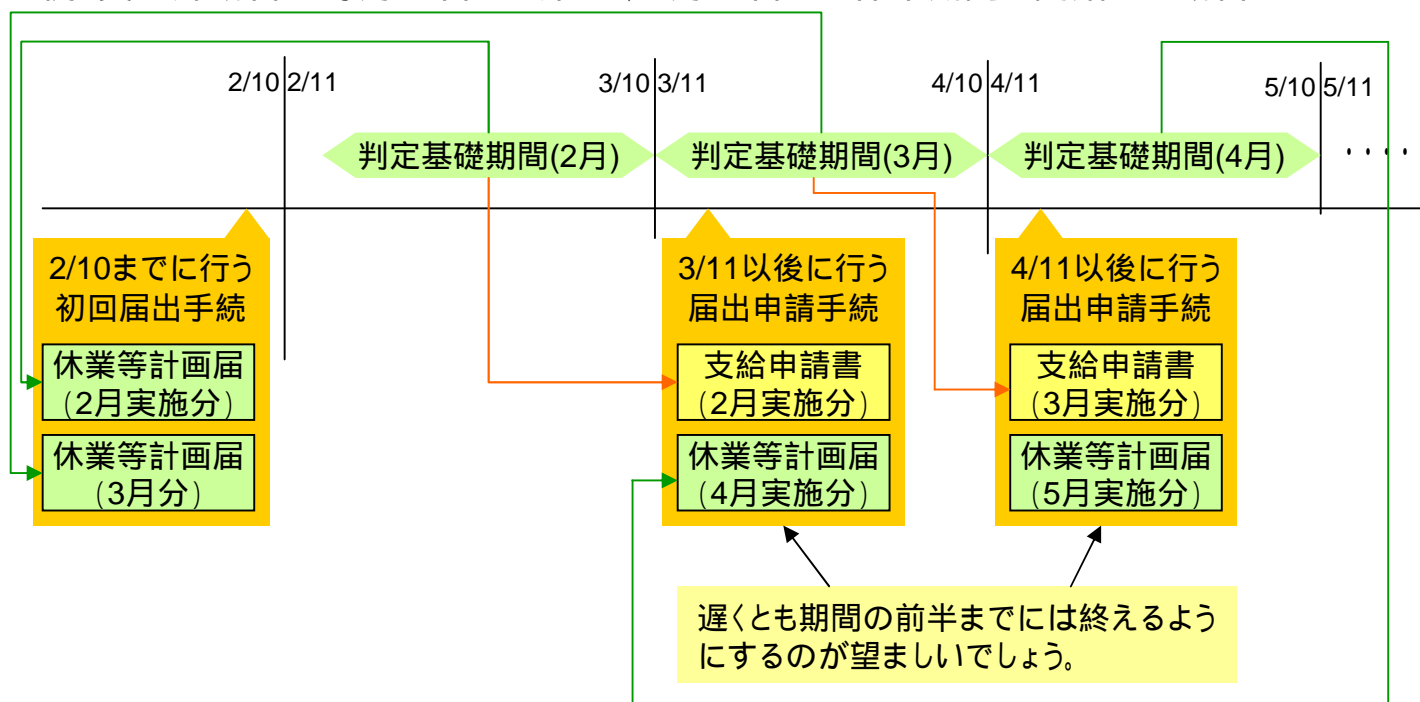 2/10 2/11
3/10 3/11
4/10 4/11
5/10 5/11
判定基礎期間(2月)
判定基礎期間(3月)
判定基礎期間(4月)
・・・・
2/10までに行う
初回届出手続
休業等計画届
(2月実施分)
休業等計画届
(3月分)
3/11以後に行う
届出申請手続
支給申請書
(2月実施分)
休業等計画届
(4月実施分)
4/11以後に行う
届出申請手続
支給申請書
(3月実施分)
休業等計画届
(5月実施分)
遅くとも期間の前半までには終えるよう
にするのが望ましいでしょう。